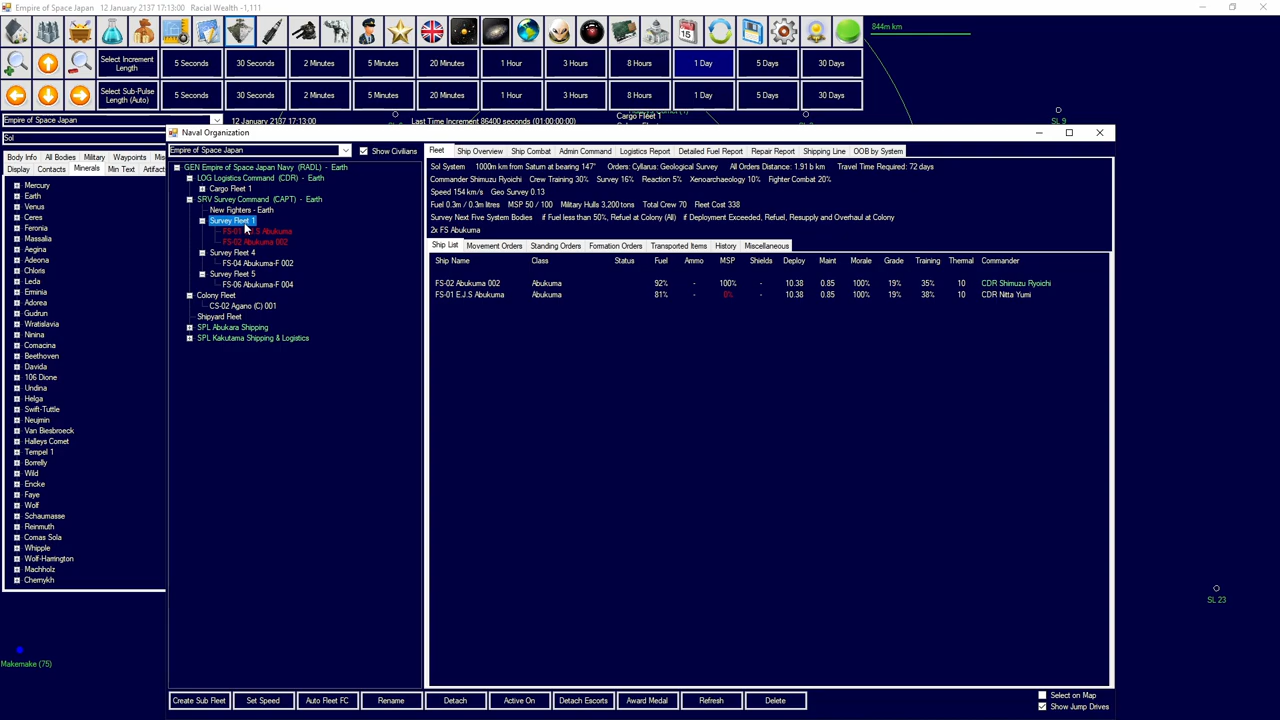 Empire of Space Japan   12 January 2137 17:13:00   Racial Wealth -1,111
844m km
Select Increment Length
5 Seconds
30 Seconds
2 Minutes
5 Minutes
20 Minutes
1 Hour
3 Hours
8 Hours
1 Day
5 Days
30 Days
Select Sub-Pulse Length (Auto)
5 Seconds
30 Seconds
2 Minutes
5 Minutes
20 Minutes
1 Hour
3 Hours
8 Hours
1 Day
5 Days
30 Days
SL 9
Empire of Space Japan
12 January 2137 17:13:00
Last Time Increment 86400 seconds (01:00:00:00)
Cargo Fleet 1
Sol
Body Info All Bodies Military Waypoints
Display Contacts Minerals Min Text
Mercury
Earth
Venus
Ceres
Feronia
Massalia
Aegina
Adeona
Chloris
Leda
Eminia
Adorea
Gudrun
Wratislavia
Ninina
Comacina
Beethoven
Davida
106 Dione
Undina
Helga
Swift-Tuttle
Neujmin
Van Biesbroeck
Halleys Comet
Tempel 1
Borrelly
Wild
Encke
Faye
Wolf
Schaumasse
Reinmuth
Comas Sola
Whipple
Wolf-Harrington
Machholz
Chernykh
Makemake (75)
Naval Organization
Empire of Space Japan
Show Civilians
GEN Empire of Space Japan Navy (RADL) - Earth
LOG Logistics Command (CDR) - Earth
Cargo Fleet 1
SRV Survey Command (CAPT) - Earth
New Fighters - Earth
Survey Fleet 1
FS-02 Abukuma 002
Survey Fleet 4
FS-04 Abukuma-F 002
Survey Fleet 5
FS-06 Abukuma-F 004
Colony Fleet
CS-02 Agano (C) 001
Shipyard Fleet
SPL Abukara Shipping
SPL Kakutama Shipping & Logistics
Fleet Ship Overview Ship Combat Admin Command Logistics Report Detailed Fuel Report Repair Report Shipping Line OOB by System
Sol System 1000m km from Saturn at bearing 147° Orders: Cyllarus: Geological Survey All Orders Distance: 1.91 b km Travel Time Required: 72 days
Commander Shimuzu Ryoichi Crew Training 30% Survey 16% Reaction 5% Xenoarchaeology 10% Fighter Combat 20%
Speed 154 km/s Geo Survey 0.13
Fuel 0.3m / 0.3m litres MSP 50 / 100 Military Hulls 3,200 tons Total Crew 70 Fleet Cost 338
Survey Next Five System Bodies if Fuel less than 50%, Refuel at Colony (All) if Deployment Exceeded, Refuel, Resupply and Overhaul at Colony
2x FS Abukuma
Ship List Movement Orders Standing Orders Formation Orders Transported Items History Miscellaneous
Ship Name Class Status Fuel Ammo MSP Shields Deploy Maint Morale Grade Training Thermal Commander
FS-02 Abukuma 002 Abukuma 92% - 100% - 10.38 0.85 100% 19% 35% 10 CDR Shimuzu Ryoichi
FS-01 E.J.S Abukuma Abukuma 81% - 0% - 10.38 0.85 100% 19% 38% 10 CDR Nitta Yumi
Create Sub Fleet
Set Speed
Auto Fleet FC
Rename
Detach
Active On
Detach Escorts
Award Medal
Refresh
Delete
Select on Map
Show Jump Drives
SL 23